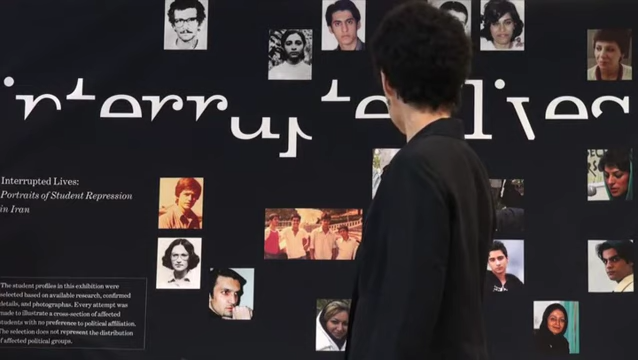 interrupted lives
Interrupted Lives:
Portraits of Student Repression
in Iran
The student profiles in this exhibition were
selected based on available research, confirmed
details, and photographas. Every attempt was
made to illustrate a cross-section of affected
students with no preference to political affiliation.
The selection does not represent the distribution
of affected political groups.